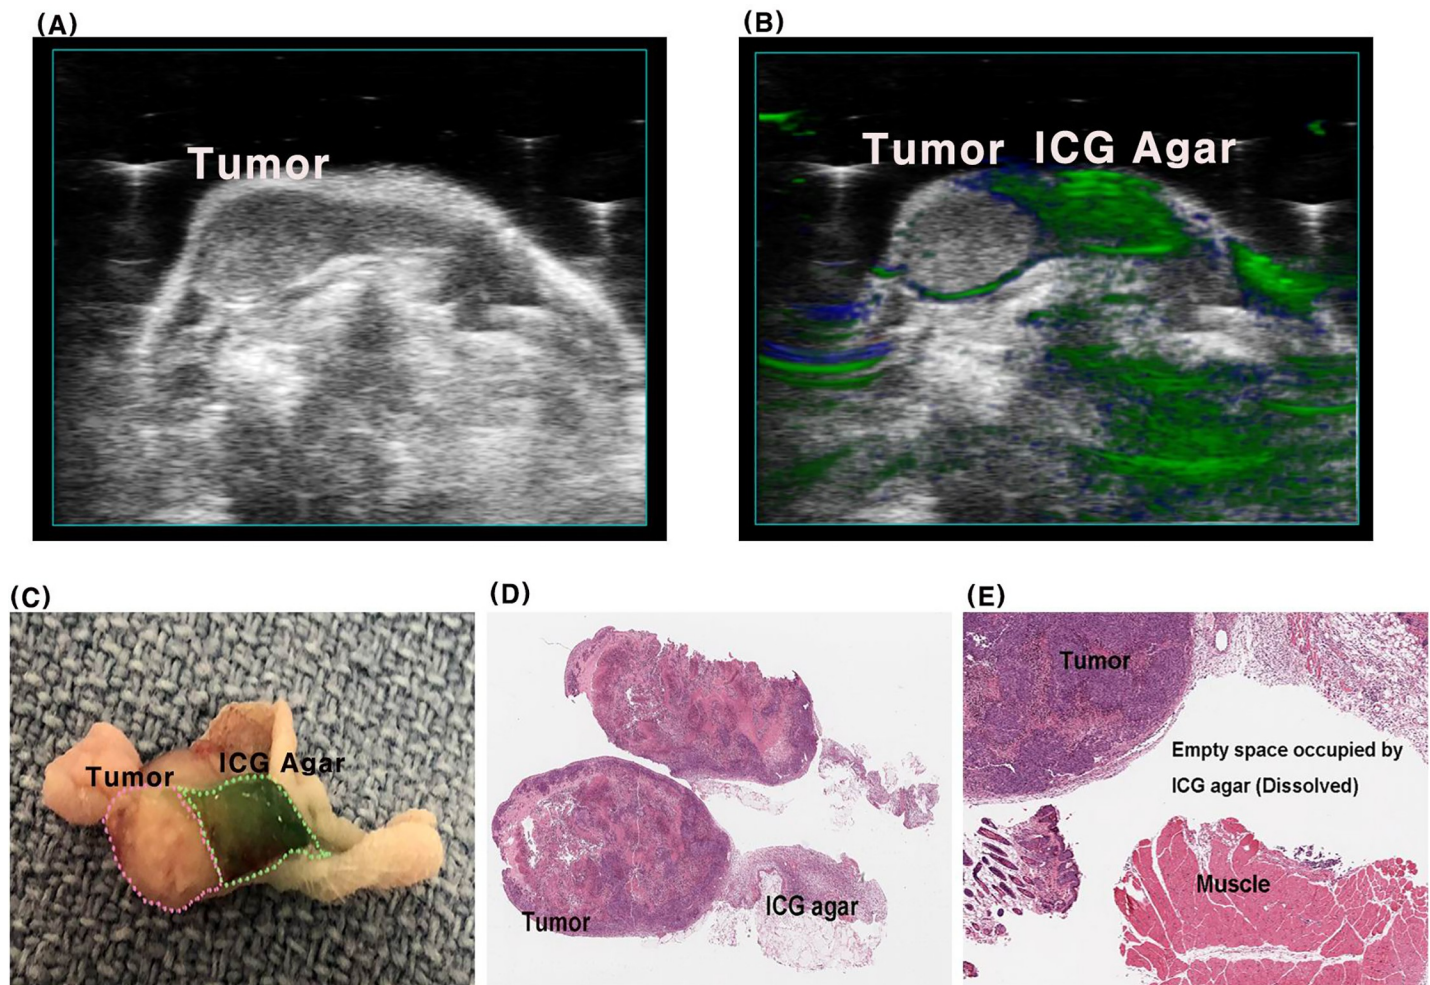 (A)
(B)
Tumor
Tumor ICG Agar
(C)
(D)
(E)
Tumor
ICG Agar
Tumor
ICG agar
Tumor
Empty space occupied by
ICG agar (Dissolved)
Muscle